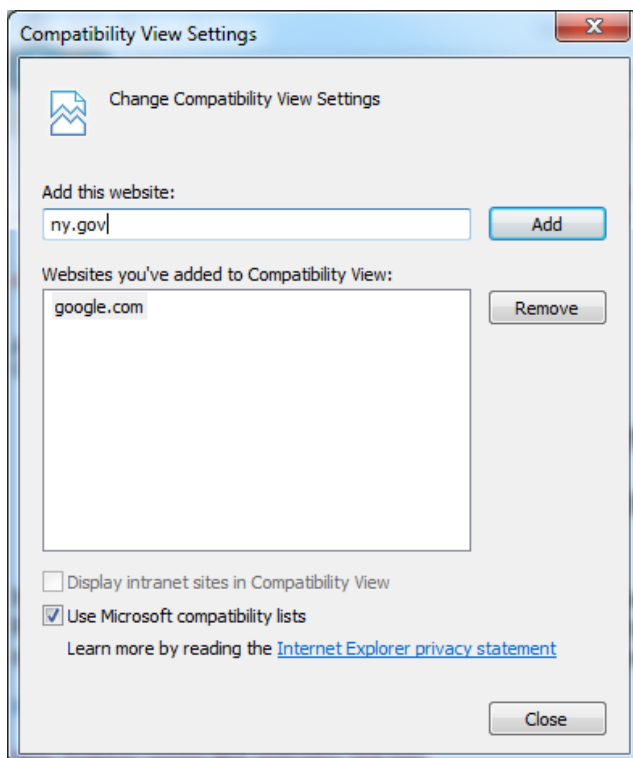 Compatibility View Settings
Change Compatibility View Settings
Add this website:
ny.gov
Add
Websites you've added to Compatibility View:
google.com
Remove
Display intranet sites in Compatibility View
Use Microsoft compatibility lists
Learn more by reading the Internet Explorer privacy statement
Close